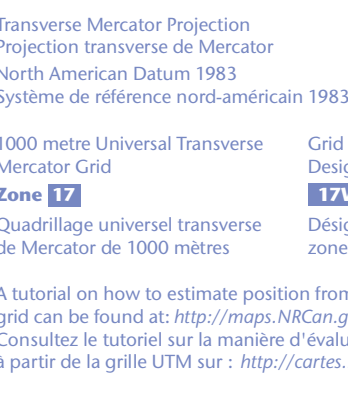 Transverse Mercator Projection
Projection transverse de Mercator
North American Datum 1983
Système de référence nord-américain 1983
1000 metre Universal Transverse
Mercator Grid
Zone 17
Quadrillage universel transverse
de Mercator de 1000 mètres
Grid
A tutorial on how to estimate position from
grid can be found at: http://maps.NRCan.g
Consultez le tutoriel sur la manière d'évalu
à partir de la grille UTM sur : http://cartes.